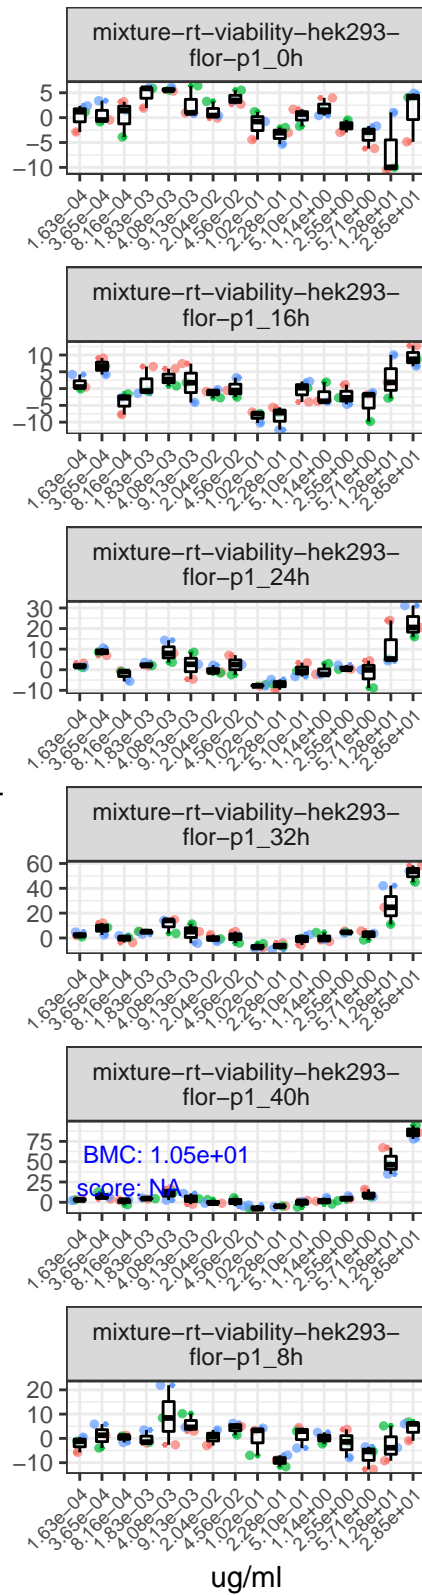 mixture−rt−viability−hek293−
flor−p1_0h
5
0
−5
−10
1.63e−04
3.65e−04
8.16e−04
1.83e−03
4.08e−03
9.13e−03
2.04e−02
4.56e−02
1.02e−01
2.28e−01
5.10e−01
1.14e+00
2.55e+00
5.71e+00
1.28e+01
2.85e+01
mixture−rt−viability−hek293−
flor−p1_16h
10
5
0
−5
−10
1.63e−04
3.65e−04
8.16e−04
1.83e−03
4.08e−03
9.13e−03
2.04e−02
4.56e−02
1.02e−01
2.28e−01
5.10e−01
1.14e+00
2.55e+00
5.71e+00
1.28e+01
2.85e+01
mixture−rt−viability−hek293−
flor−p1_24h
30
20
10
0
−10
1.63e−04
3.65e−04
8.16e−04
1.83e−03
4.08e−03
9.13e−03
2.04e−02
4.56e−02
1.02e−01
2.28e−01
5.10e−01
1.14e+00
2.55e+00
5.71e+00
1.28e+01
2.85e+01
mixture−rt−viability−hek293−
flor−p1_32h
60
40
20
0
1.63e−04
3.65e−04
8.16e−04
1.83e−03
4.08e−03
9.13e−03
2.04e−02
4.56e−02
1.02e−01
2.28e−01
5.10e−01
1.14e+00
2.55e+00
5.71e+00
1.28e+01
2.85e+01
mixture−rt−viability−hek293−
flor−p1_40h
75
50
25
0
BMC: 1.05e+01
score: NA
1.63e−04
3.65e−04
8.16e−04
1.83e−03
4.08e−03
9.13e−03
2.04e−02
4.56e−02
1.02e−01
2.28e−01
5.10e−01
1.14e+00
2.55e+00
5.71e+00
1.28e+01
2.85e+01
mixture−rt−viability−hek293−
flor−p1_8h
20
10
0
−10
1.63e−04
3.65e−04
8.16e−04
1.83e−03
4.08e−03
9.13e−03
2.04e−02
4.56e−02
1.02e−01
2.28e−01
5.10e−01
1.14e+00
2.55e+00
5.71e+00
1.28e+01
2.85e+01
ug/ml